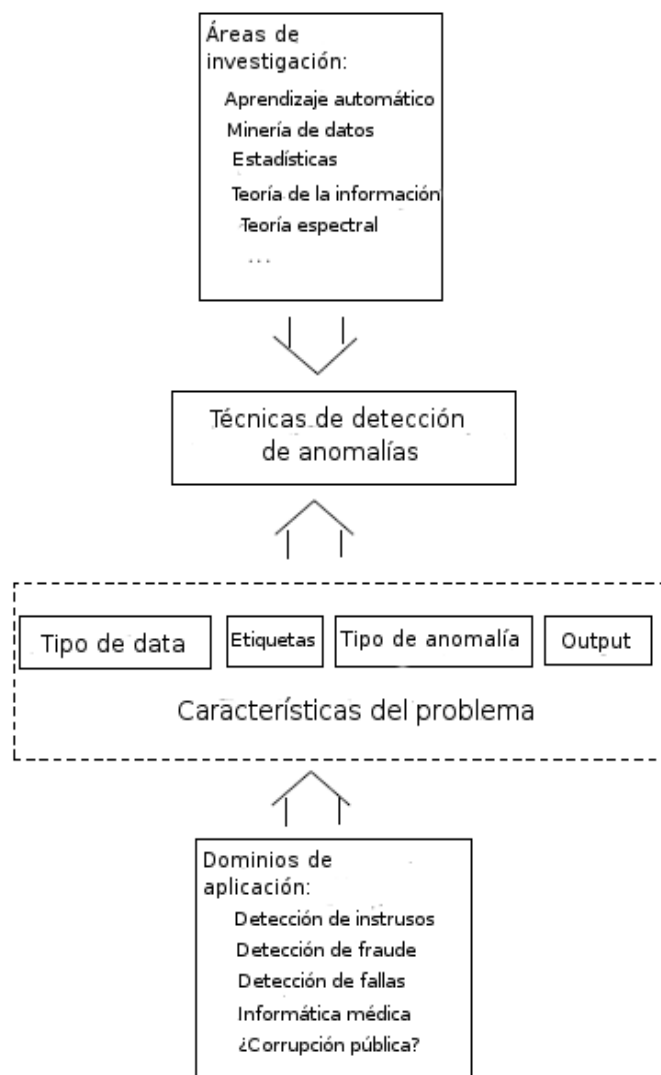 Áreas de
investigación:
Aprendizaje automático
Minería de datos
Estadísticas
Teoría de la información
Teoría espectral
...
Técnicas de detección
de anomalías
Tipo de data
Etiquetas
Tipo de anomalía
Output
Carácterísticas del problema
Dominios de
aplicación:
Detección de instrusos
Detección de fraude
Detección de fallas
Informática médica
¿Corrupción pública?